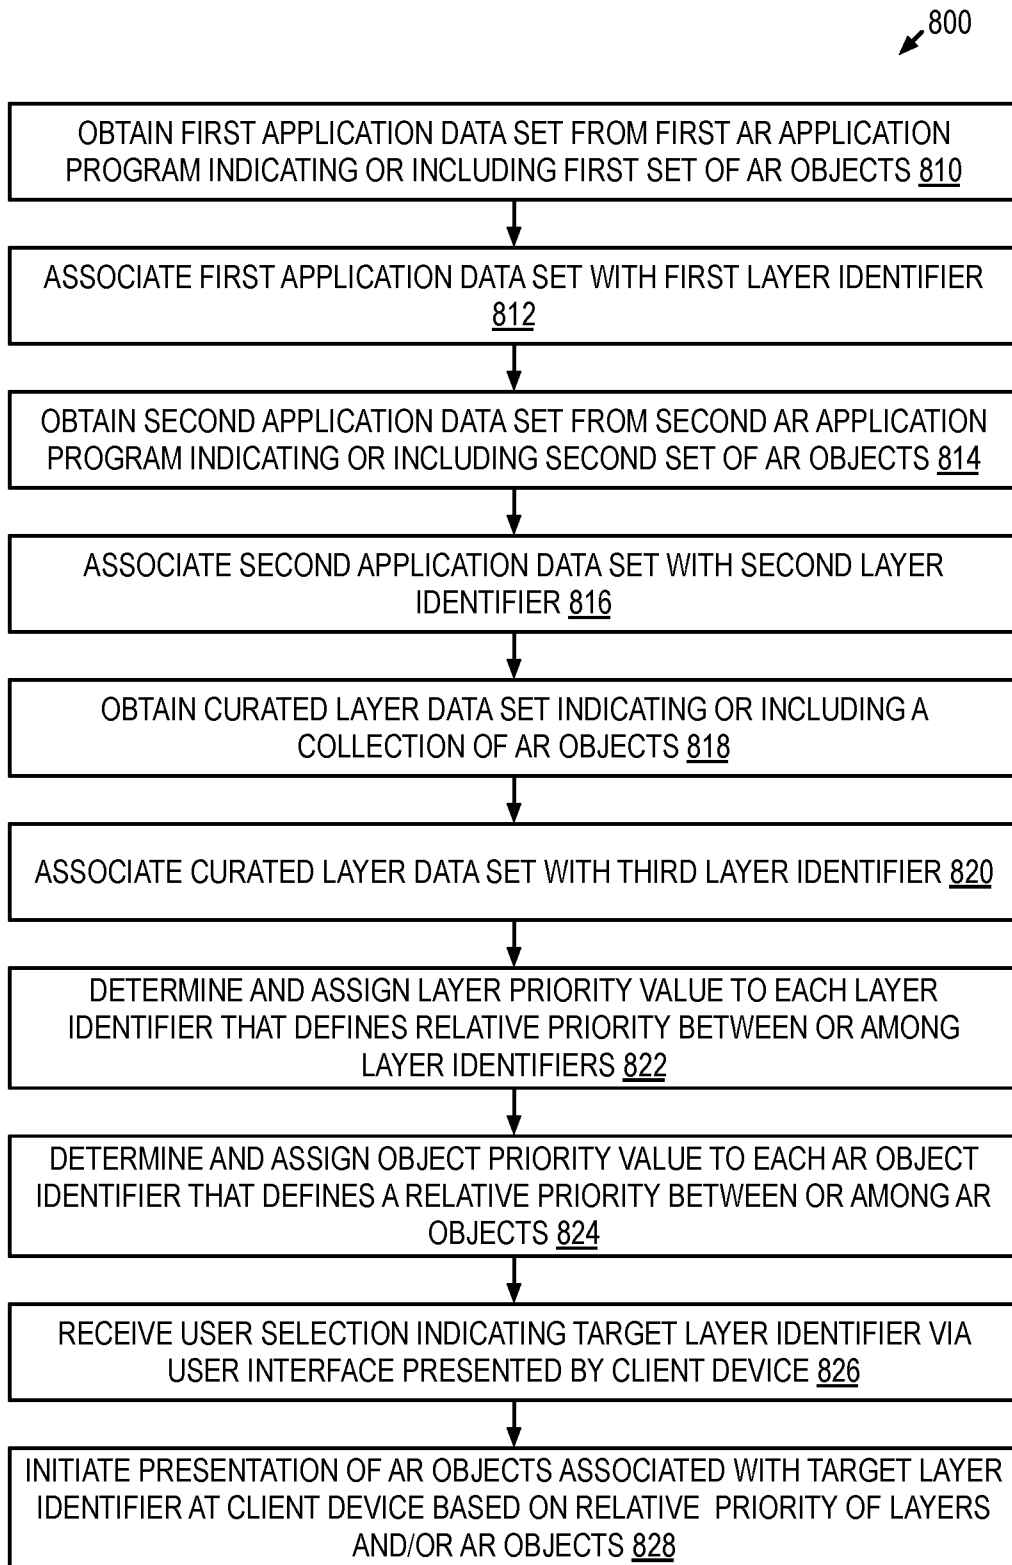 800
OBTAIN FIRST APPLICATION DATA SET FROM FIRST AR APPLICATION
PROGRAM INDICATING OR INCLUDING FIRST SET OF AR OBJECTS 810
ASSOCIATE FIRST APPLICATION DATA SET WITH FIRST LAYER IDENTIFIER
812
OBTAIN SECOND APPLICATION DATA SET FROM SECOND AR APPLICATION
PROGRAM INDICATING OR INCLUDING SECOND SET OF AR OBJECTS 814
ASSOCIATE SECOND APPLICATION DATA SET WITH SECOND LAYER
IDENTIFIER 816
OBTAIN CURATED LAYER DATA SET INDICATING OR INCLUDING A
COLLECTION OF AR OBJECTS 818
ASSOCIATE CURATED LAYER DATA SET WITH THIRD LAYER IDENTIFIER 820
DETERMINE AND ASSIGN LAYER PRIORITY VALUE TO EACH LAYER
IDENTIFIER THAT DEFINES RELATIVE PRIORITY BETWEEN OR AMONG
LAYER IDENTIFIERS 822
DETERMINE AND ASSIGN OBJECT PRIORITY VALUE TO EACH AR OBJECT
IDENTIFIER THAT DEFINES A RELATIVE PRIORITY BETWEEN OR AMONG AR
OBJECTS 824
RECEIVE USER SELECTION INDICATING TARGET LAYER IDENTIFIER VIA
USER INTERFACE PRESENTED BY CLIENT DEVICE 826
INITIATE PRESENTATION OF AR OBJECTS ASSOCIATED WITH TARGET LAYER
IDENTIFIER AT CLIENT DEVICE BASED ON RELATIVE PRIORITY OF LAYERS
AND/OR AR OBJECTS 828